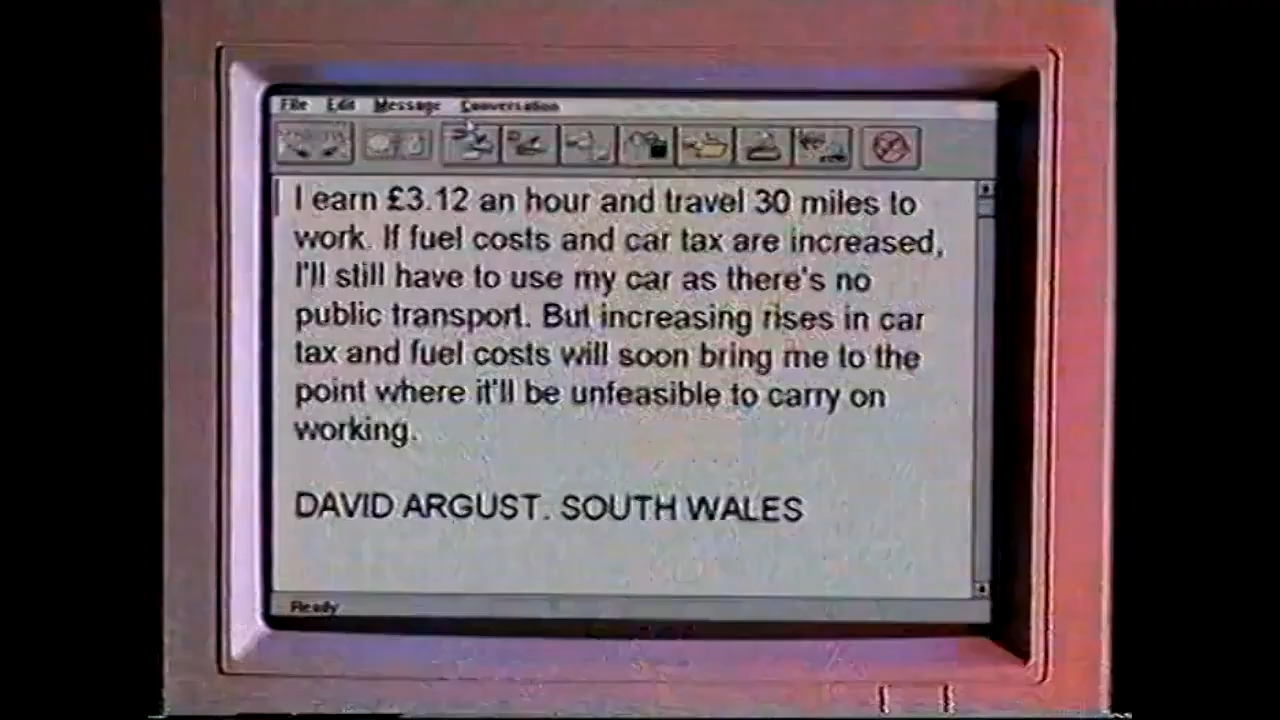 File Edit Message Conversation
I earn £3.12 an hour and travel 30 miles to
work. If fuel costs and car tax are increased,
I'll still have to use my car as there's no
public transport. But increasing rises in car
tax and fuel costs will soon bring me to the
point where it'll be unfeasible to carry on
working.
DAVID ARGUST. SOUTH WALES
Ready